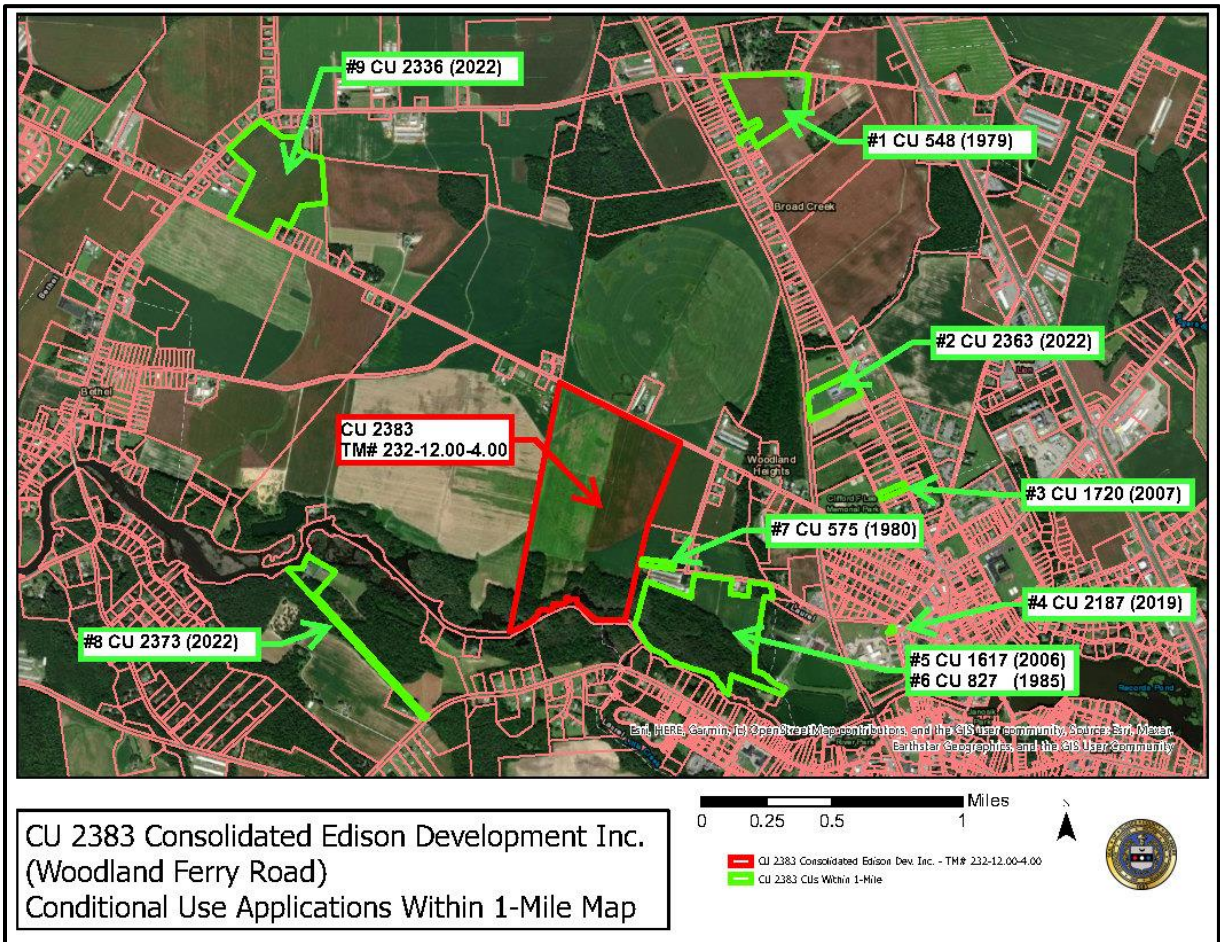 #9 CU 2336 (2022)
#1 CU 548 (1979)
Broad Creek
Bethel
#2 CU 2363 (2022)
Bethel
CU 2383
TM# 232-12.00-4.00
Woodland
Heights
#3 CU 1720 (2007)
Clifford F Lee
Memorial Park
#7 CU 575 (1980)
Laurel
#4 CU 2187 (2019)
#8 CU 2373 (2022)
#5 CU 1617 (2006)
#6 CU 827 (1985)
Records Pond
Esri, HERE, Garmin, (c) OpenStreetMap contributors, and the GIS user community, Source: Esri, Maxar,
Earthstar Geographics, and the GIS User Community
Miles
0 0.25 0.5 1
N
CU 2383 Consolidated Edison Dev. Inc. - TM# 232-12.00-4.00
CU 2383 CUs Within 1-Mile
CU 2383 Consolidated Edison Development Inc.
(Woodland Ferry Road)
Conditional Use Applications Within 1-Mile Map